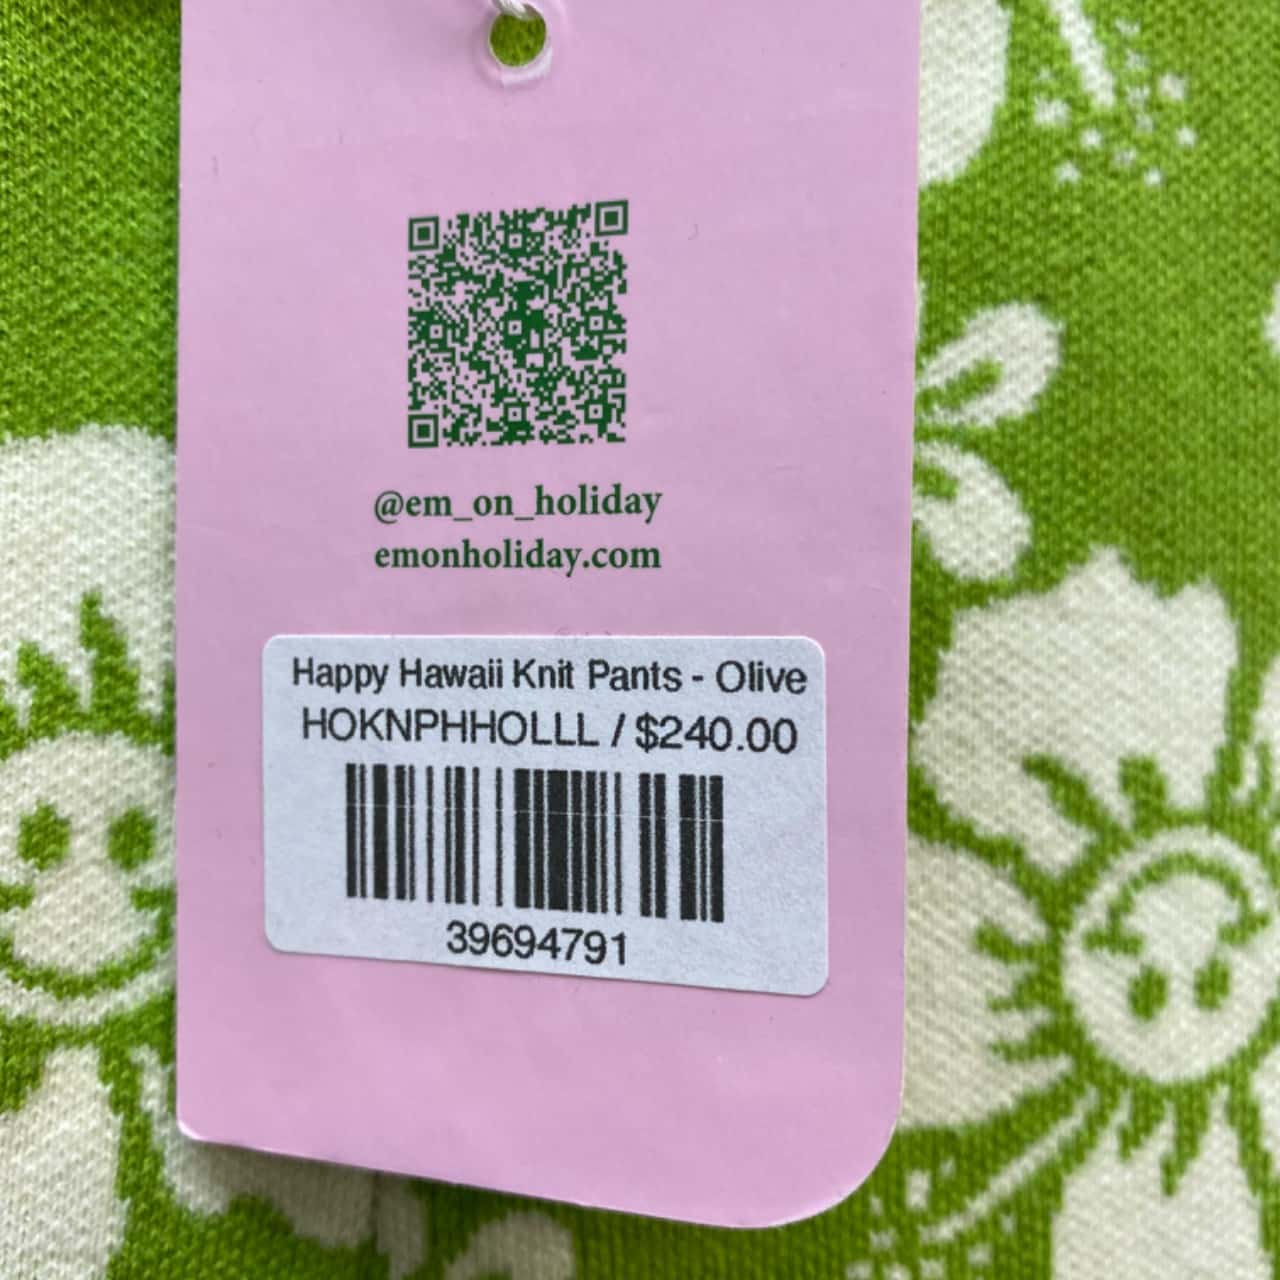 @em_on_holiday
emonholiday.com
Happy Hawaii Knit Pants - Olive
HOKNPHHOLLL / $240.00
39694791